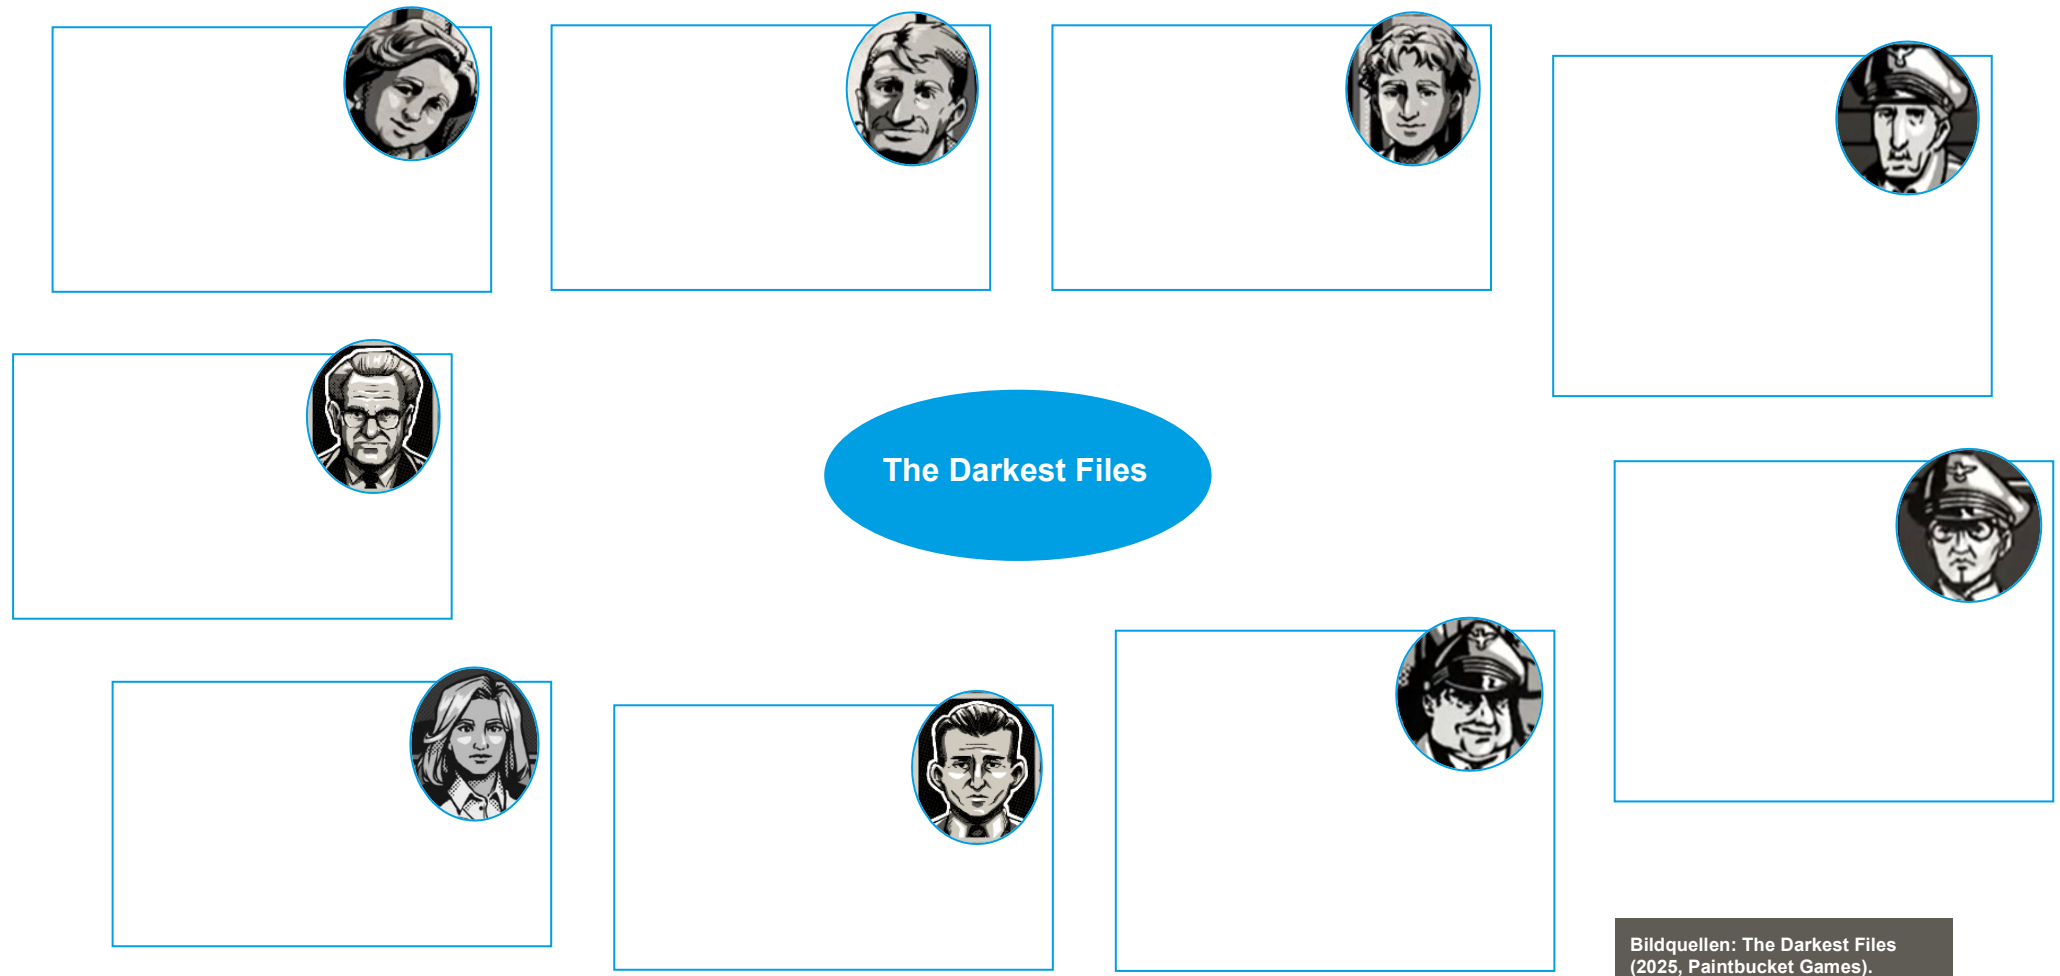 The Darkest Files
Bildquellen: The Darkest Files
(2025, Paintbucket Games).